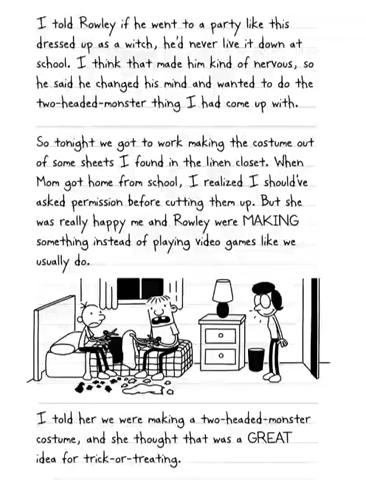 I told Rowley if he went to a party like this
dressed up as a witch, he'd never live it down at
school. I think that made him kind of nervous, so
he said he changed his mind and wanted to do the
two-headed-monster thing I had come up with.
So tonight we got to work making the costume out
of some sheets I found in the linen closet. When
Mom got home from school, I realized I should've
asked permission before cutting them up. But she
was really happy me and Rowley were MAKING
something instead of playing video games like we
usually do.
I told her we were making a two-headed-monster
costume, and she thought that was a GREAT
idea for trick-or-treating.